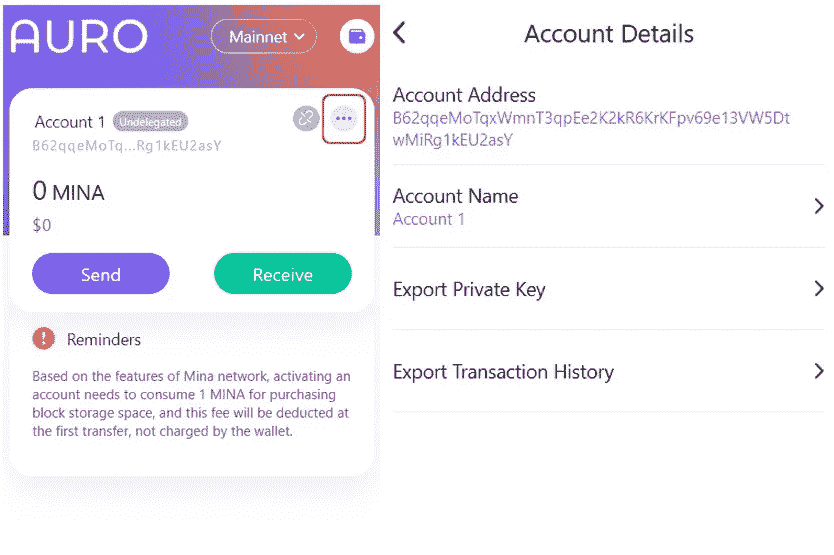 AURO
Mainnet
Account 1 Undelegated
B62qqeMoTq...Rg1kEU2asY
0 MINA
$0
Send
Receive
Reminders
Based on the features of Mina network, activating an
account needs to consume 1 MINA for purchasing
block storage space, and this fee will be deducted at
the first transfer, not charged by the wallet.
Account Details
Account Address
B62qqeMoTqxWmnT3qpEe2K2kR6KrKFpv69e13VW5Dt
wMiRg1kEU2asY
Account Name
Account 1
Export Private Key
Export Transaction History